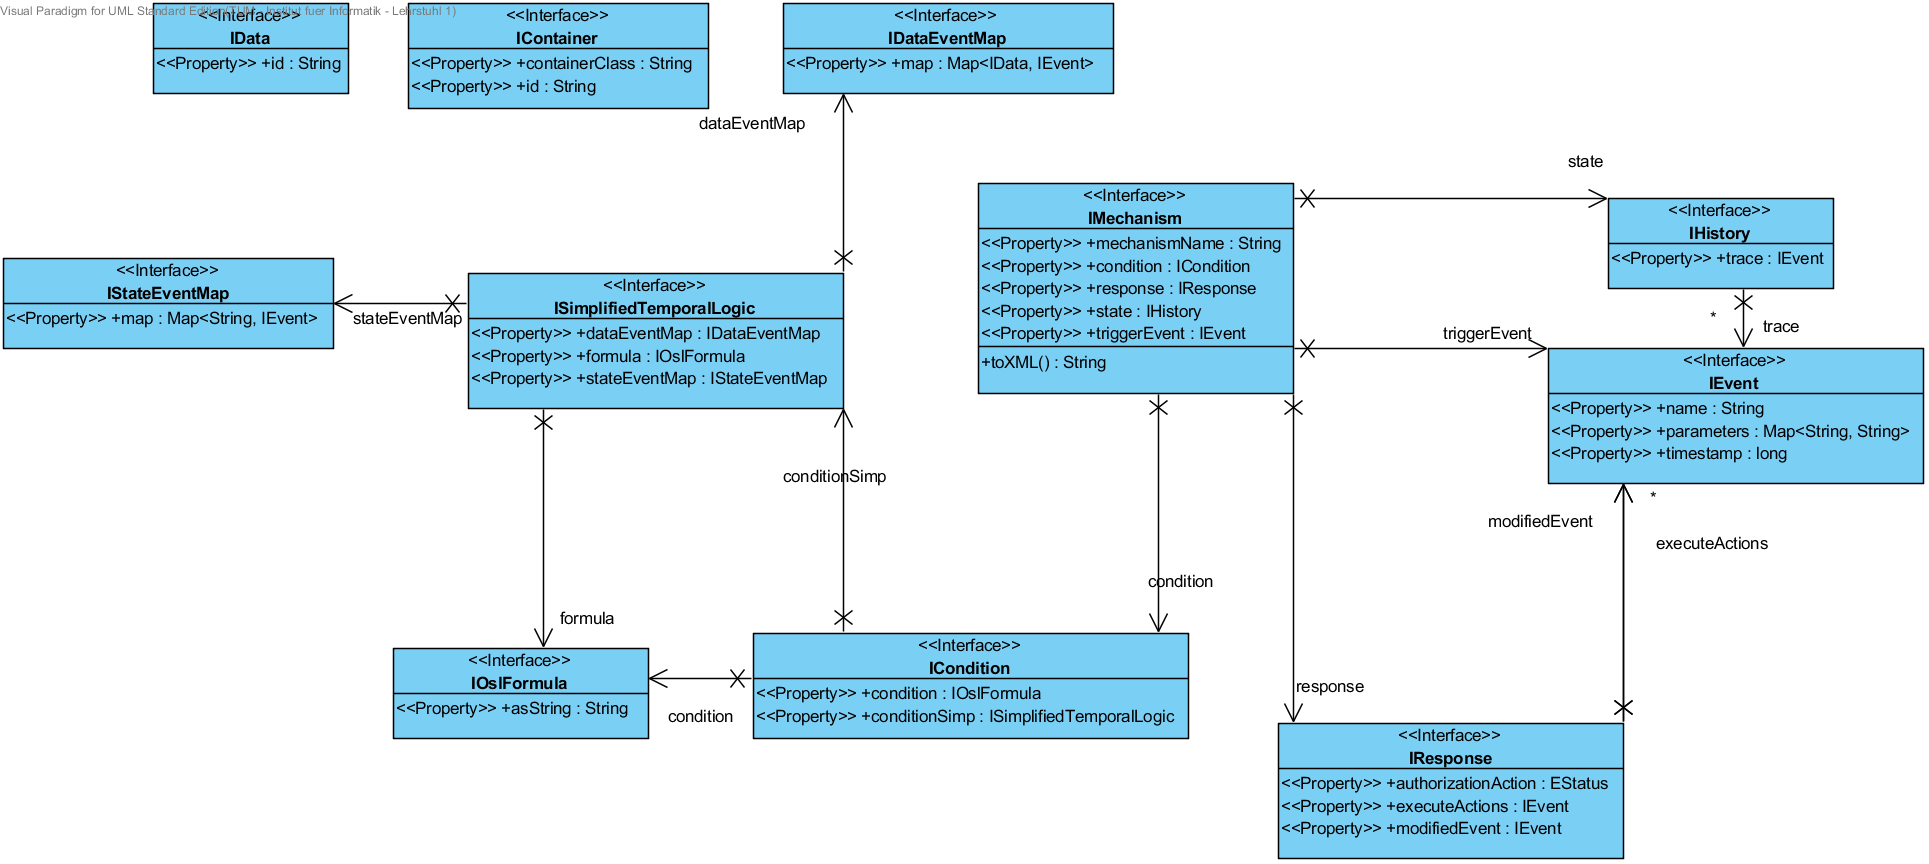 Visual Paradigm for UML Standard Edition(TUM - Institut fuer Informatik - Lehrstuhl 1)
<<Interface>>
IData
<<Property>> +id : String
<<Interface>>
IContainer
<<Property>> +containerClass : String
<<Property>> +id : String
<<Interface>>
IDataEventMap
<<Property>> +map : Map<IData, IEvent>
dataEventMap
state
<<Interface>>
IMechanism
<<Property>> +mechanismName : String
<<Property>> +condition : ICondition
<<Property>> +response : IResponse
<<Property>> +state : IHistory
<<Property>> +triggerEvent : IEvent
+toXML() : String
<<Interface>>
IHistory
<<Property>> +trace : IEvent
*
trace
triggerEvent
<<Interface>>
IStateEventMap
<<Property>> +map : Map<String, IEvent>
stateEventMap
<<Interface>>
ISimplifiedTemporalLogic
<<Property>> +dataEventMap : IDataEventMap
<<Property>> +formula : IOslFormula
<<Property>> +stateEventMap : IStateEventMap
<<Interface>>
IEvent
<<Property>> +name : String
<<Property>> +parameters : Map<String, String>
<<Property>> +timestamp : long
conditionSimp
*
modifiedEvent
executeActions
condition
formula
<<Interface>>
IOslFormula
<<Property>> +asString : String
condition
<<Interface>>
ICondition
<<Property>> +condition : IOslFormula
<<Property>> +conditionSimp : ISimplifiedTemporalLogic
response
<<Interface>>
IResponse
<<Property>> +authorizationAction : EStatus
<<Property>> +executeActions : IEvent
<<Property>> +modifiedEvent : IEvent